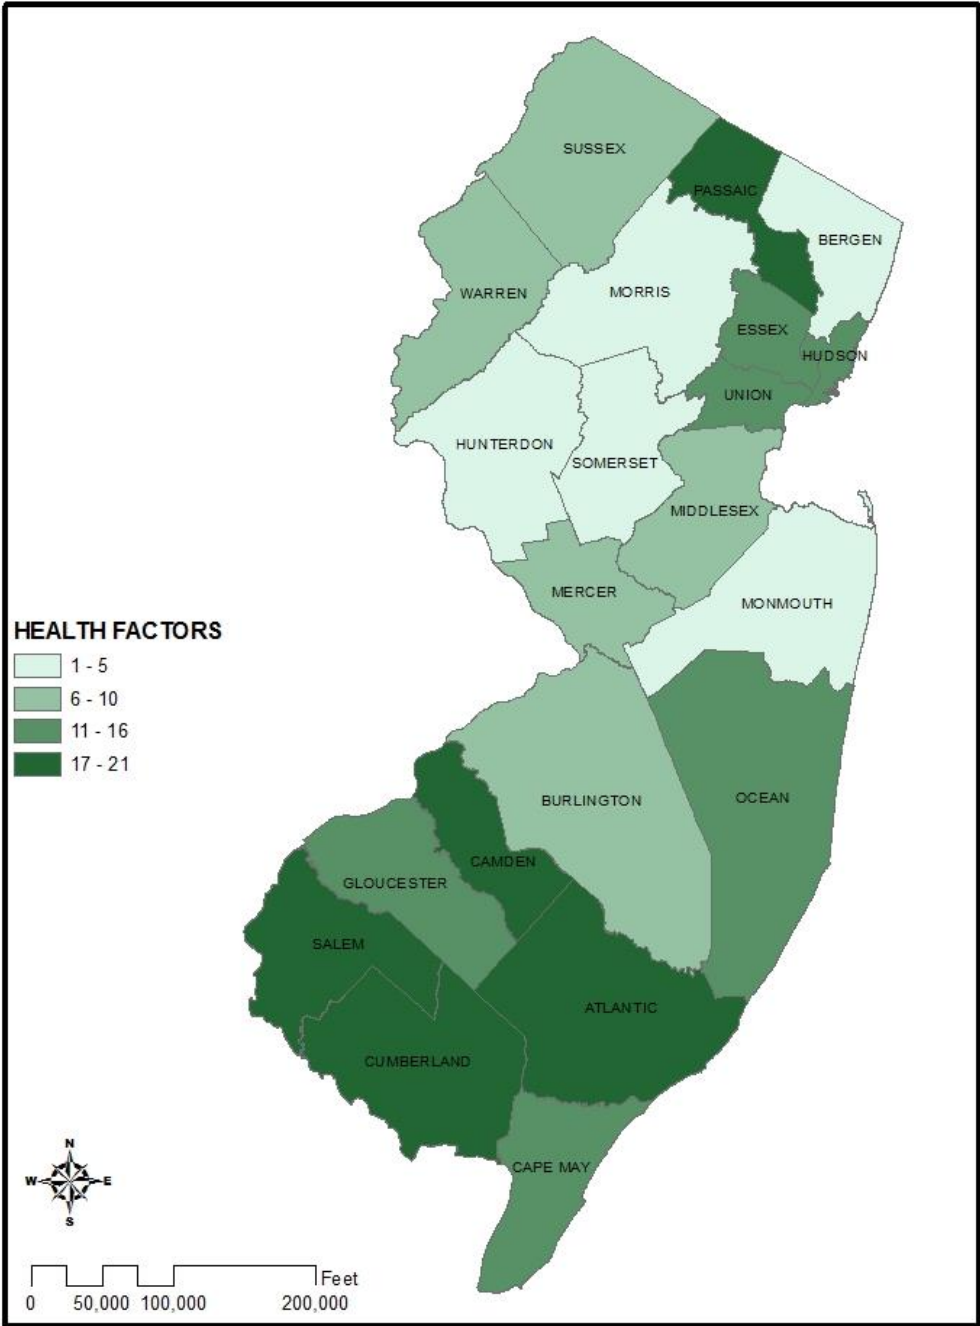 SUSSEX
PASSAIC
BERGEN
WARREN
MORRIS
ESSEX
HUDSON
UNION
HUNTERDON
SOMERSET
MIDDLESEX
MERCER
MONMOUTH
HEALTH FACTORS
1 - 5
6 - 10
11 - 16
17 - 21
OCEAN
BURLINGTON
CAMDEN
GLOUCESTER
SALEM
ATLANTIC
CUMBERLAND
CAPE MAY
N
W E
S
Feet
0 50,000 100,000 200,000